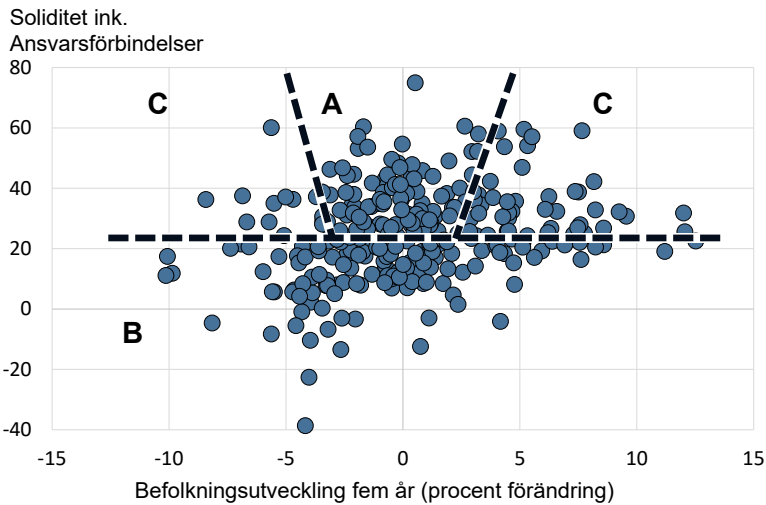 Soliditet ink.
Ansvarsförbindelser
80
C
A
C
60
40
20
0
B
-20
-40
-15
-10
-5
0
5
10
15
Befolkningsutveckling fem år (procent förändring)